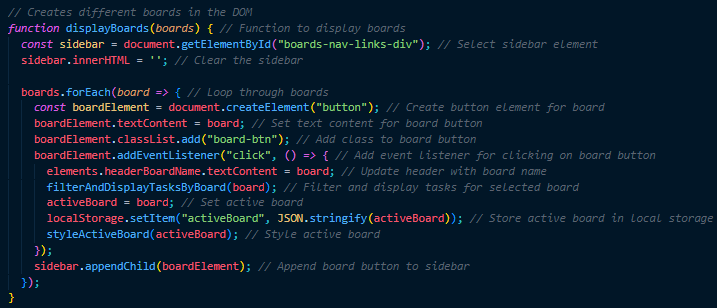 // Creates different boards in the DOM
function displayBoards(boards) { // Function to display boards
  const sidebar = document.getElementById("boards-nav-links-div"); // Select sidebar element
  sidebar.innerHTML = ''; // Clear the sidebar

  boards.forEach(board => { // Loop through boards
    const boardElement = document.createElement("button"); // Create button element for board
    boardElement.textContent = board; // Set text content for board button
    boardElement.classList.add("board-btn"); // Add class to board button
    boardElement.addEventListener("click", () => { // Add event listener for clicking on board button
      elements.headerBoardName.textContent = board; // Update header with board name
      filterAndDisplayTasksByBoard(board); // Filter and display tasks for selected board
      activeBoard = board; // Set active board
      localStorage.setItem("activeBoard", JSON.stringify(activeBoard)); // Store active board in local storage
      styleActiveBoard(activeBoard); // Style active board
    });
    sidebar.appendChild(boardElement); // Append board button to sidebar
  });
}